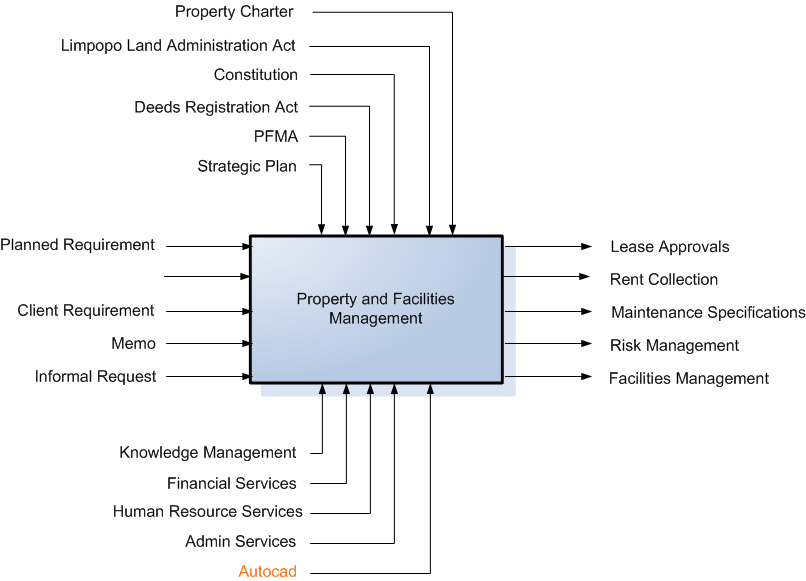 Property Charter
Limpopo Land Administration Act
Constitution
Deeds Registration Act
PFMA
Strategic Plan
Planned Requirement
Client Requirement
Memo
Informal Request
Property and Facilities
Management
Lease Approvals
Rent Collection
Maintenance Specifications
Risk Management
Facilities Management
Knowledge Management
Financial Services
Human Resource Services
Admin Services
Autocad